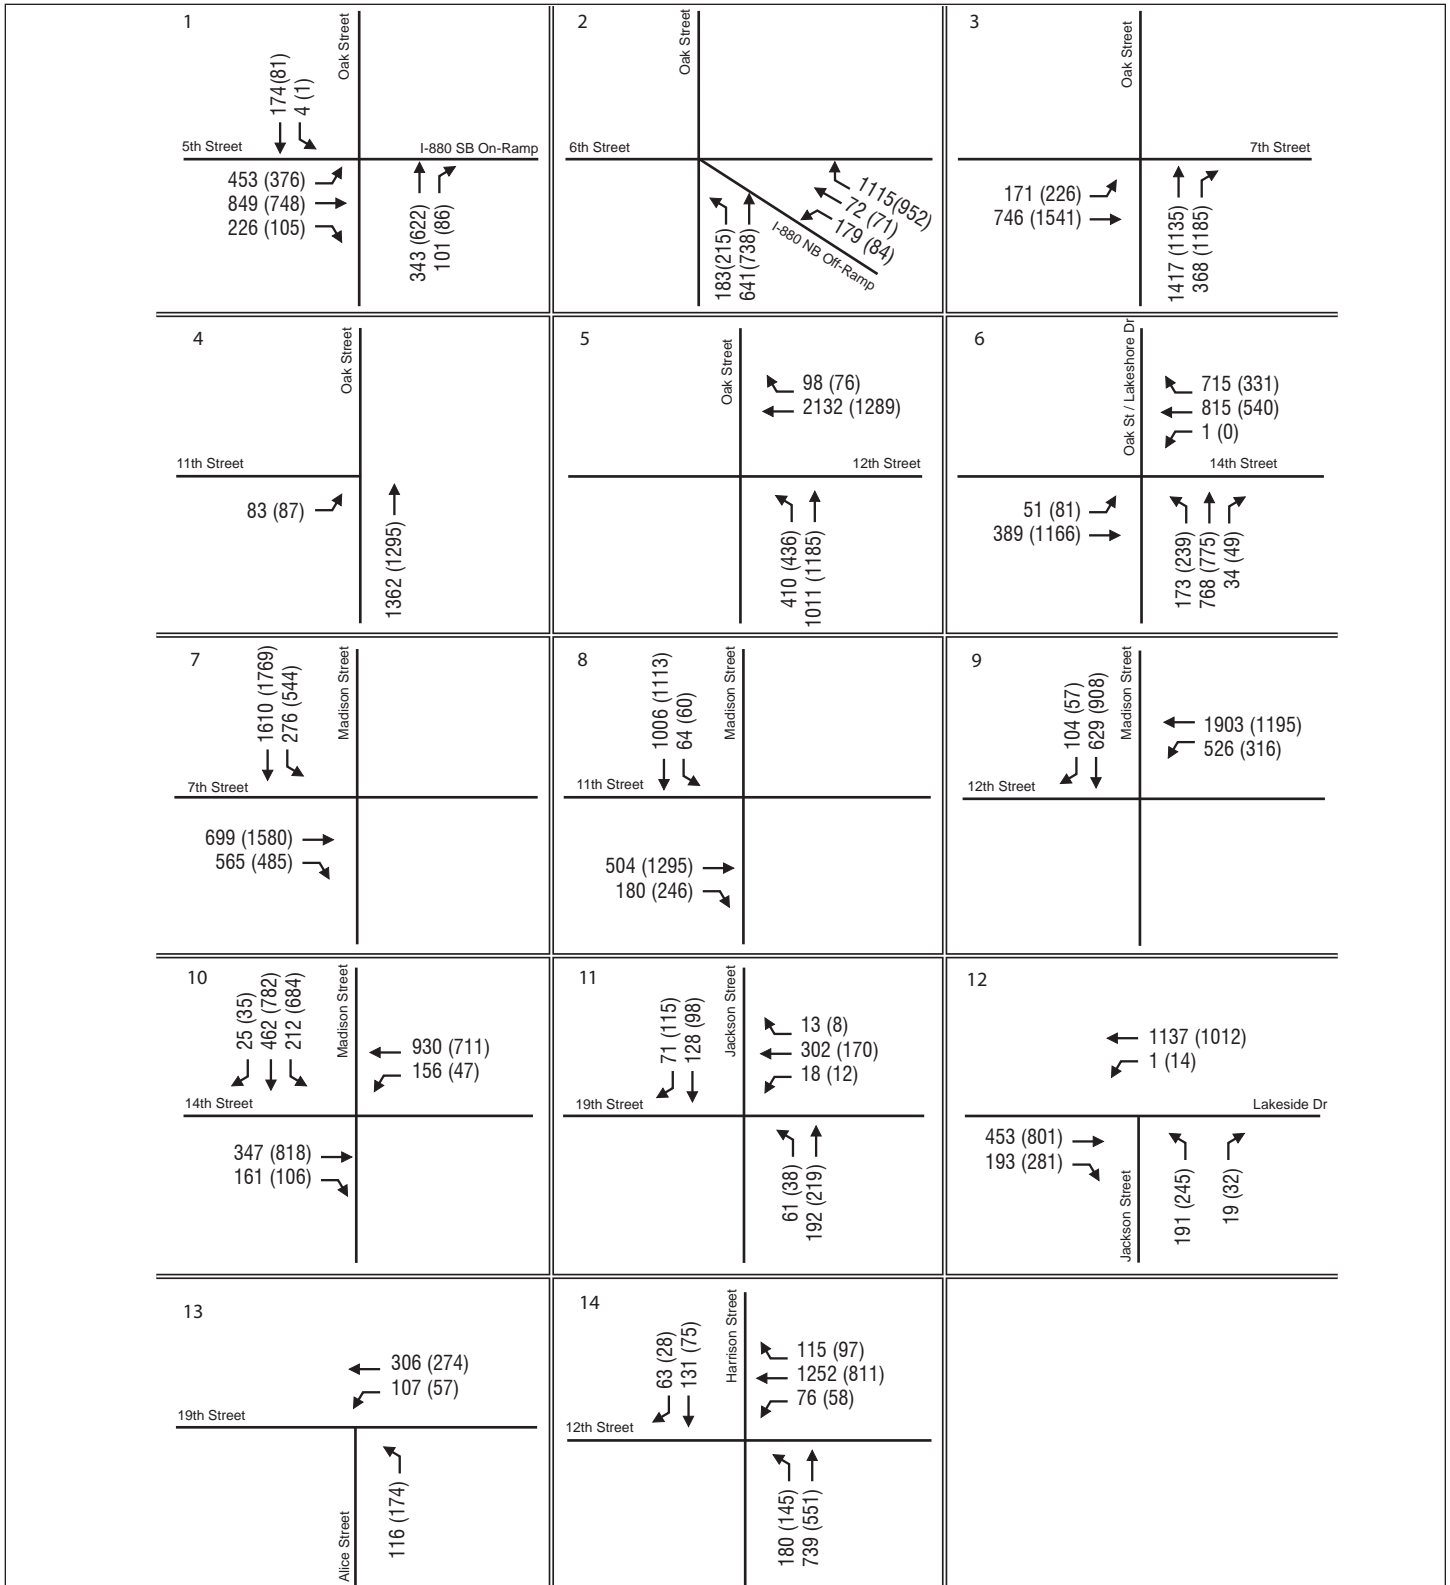 1
Oak Street
174(81)
4 (1)
5th Street
I-880 SB On-Ramp
453 (376)
849 (748)
226 (105)
343 (622)
101 (86)
2
Oak Street
6th Street
1115(952)
72 (71)
179 (84)
I-880 NB Off-Ramp
183(215)
641(738)
3
Oak Street
7th Street
171 (226)
746 (1541)
1417 (1135)
368 (1185)
4
Oak Street
11th Street
83 (87)
1362 (1295)
5
Oak Street
98 (76)
2132 (1289)
12th Street
410 (436)
1011 (1185)
6
Oak St / Lakeshore Dr
715 (331)
815 (540)
1 (0)
14th Street
51 (81)
389 (1166)
173 (239)
768 (775)
34 (49)
7
1610 (1769)
276 (544)
Madison Street
7th Street
699 (1580)
565 (485)
8
1006 (1113)
64 (60)
Madison Street
11th Street
504 (1295)
180 (246)
9
104 (57)
629 (908)
Madison Street
1903 (1195)
526 (316)
12th Street
10
25 (35)
462 (782)
212 (684)
Madison Street
930 (711)
156 (47)
14th Street
347 (818)
161 (106)
11
71 (115)
128 (98)
Jackson Street
13 (8)
302 (170)
18 (12)
19th Street
61 (38)
192 (219)
12
1137 (1012)
1 (14)
Lakeside Dr
453 (801)
193 (281)
Jackson Street
191 (245)
19 (32)
13
306 (274)
107 (57)
19th Street
Alice Street
116 (174)
14
63 (28)
131 (75)
Harrison Street
115 (97)
1252 (811)
76 (58)
12th Street
180 (145)
739 (551)